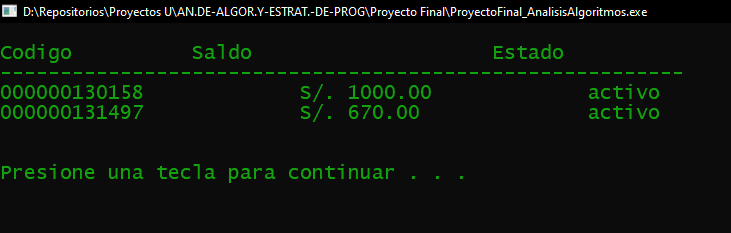 D:\Repositorios\Proyectos U\AN.DE-ALGOR.Y-ESTRAT.-DE-PROG\Proyecto Final\ProyectoFinal_AnalisisAlgoritmos.exe
Codigo Saldo Estado
---------------------------------------------------------
000000130158 S/. 1000.00 activo
000000131497 S/. 670.00 activo
Presione una tecla para continuar . . .